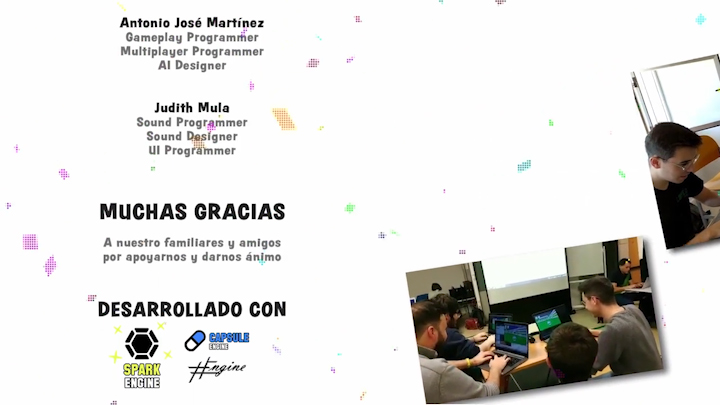 Antonio José Martínez
Gameplay Programmer
Multiplayer Programmer
AI Designer
Judith Mula
Sound Programmer
Sound Designer
UI Programmer
MUCHAS GRACIAS
A nuestro familiares y amigos
por apoyarnos y darnos ánimo
DESARROLLADO CON
SPARK
ENGINE
CAPSULE
ENGINE
#Engine